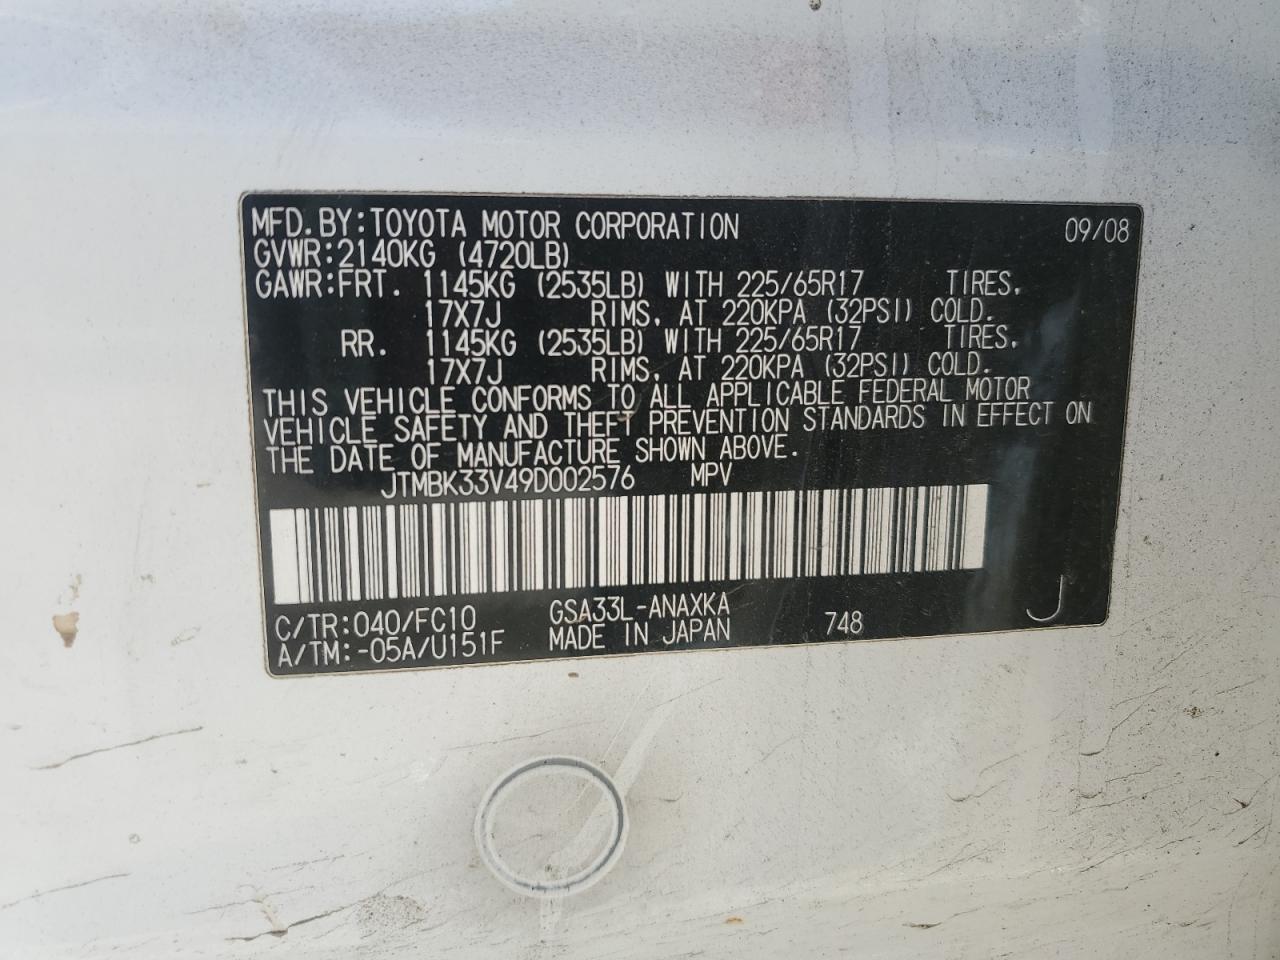 MFD. BY:TOYOTA MOTOR CORPORATION 09/08
GVWR:2140KG (4720LB)
GAWR:FRT. 1145KG (2535LB) WITH 225/65R17 TIRES,
17X7J RIMS, AT 220KPA (32PSI) COLD.
RR. 1145KG (2535LB) WITH 225/65R17 TIRES,
17X7J RIMS, AT 220KPA (32PSI) COLD.
THIS VEHICLE CONFORMS TO ALL APPLICABLE FEDERAL MOTOR
VEHICLE SAFETY AND THEFT PREVENTION STANDARDS IN EFFECT ON
THE DATE OF MANUFACTURE SHOWN ABOVE.
JTMBK33V49D002576 MPV
C/TR:040/FC10 GSA33L-ANAXKA 748 J
A/TM:-05A/U151F MADE IN JAPAN